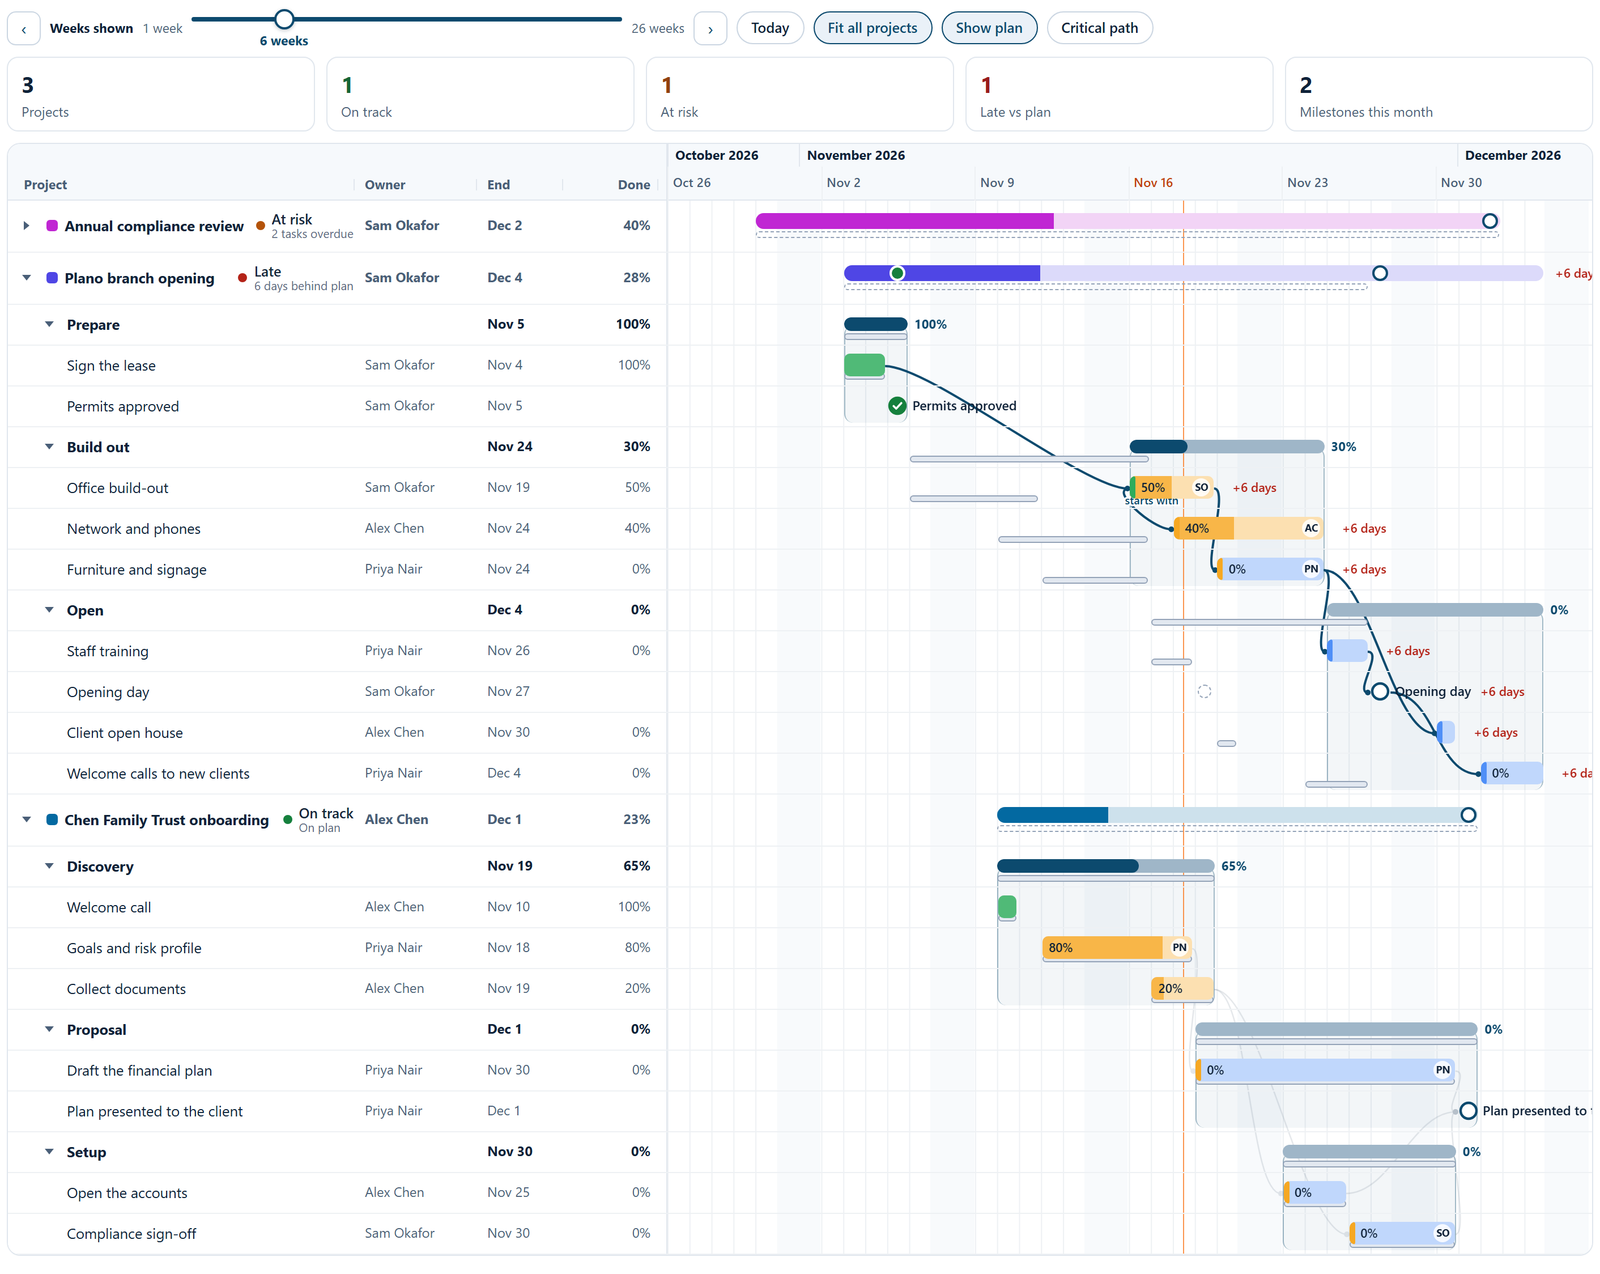 ‹ Weeks shown 1 week 6 weeks 26 weeks › Today Fit all projects Show plan Critical path
3
Projects
1
On track
1
At risk
1
Late vs plan
2
Milestones this month
October 2026 November 2026 December 2026
Project Owner End Done Oct 26 Nov 2 Nov 9 Nov 16 Nov 23 Nov 30
Annual compliance review At risk Sam Okafor Dec 2 40%
2 tasks overdue
Plano branch opening Late Sam Okafor Dec 4 28% +6 day
6 days behind plan
Prepare Nov 5 100% 100%
Sign the lease Sam Okafor Nov 4 100%
Permits approved Sam Okafor Nov 5 Permits approved
Build out Nov 24 30% 30%
Office build-out Sam Okafor Nov 19 50% 50% SO +6 days
starts with
Network and phones Alex Chen Nov 24 40% 40% AC +6 days
Furniture and signage Priya Nair Nov 24 0% 0% PN +6 days
Open Dec 4 0% 0%
Staff training Priya Nair Nov 26 0% +6 days
Opening day Sam Okafor Nov 27 Opening day +6 days
Client open house Alex Chen Nov 30 0% +6 days
Welcome calls to new clients Priya Nair Dec 4 0% 0% +6 da
Chen Family Trust onboarding On track Alex Chen Dec 1 23%
On plan
Discovery Nov 19 65% 65%
Welcome call Alex Chen Nov 10 100%
Goals and risk profile Priya Nair Nov 18 80% 80% PN
Collect documents Alex Chen Nov 19 20% 20%
Proposal Dec 1 0% 0%
Draft the financial plan Priya Nair Nov 30 0% 0% PN
Plan presented to the client Priya Nair Dec 1 Plan presented to
Setup Nov 30 0% 0%
Open the accounts Alex Chen Nov 25 0% 0%
Compliance sign-off Sam Okafor Nov 30 0% 0% SO